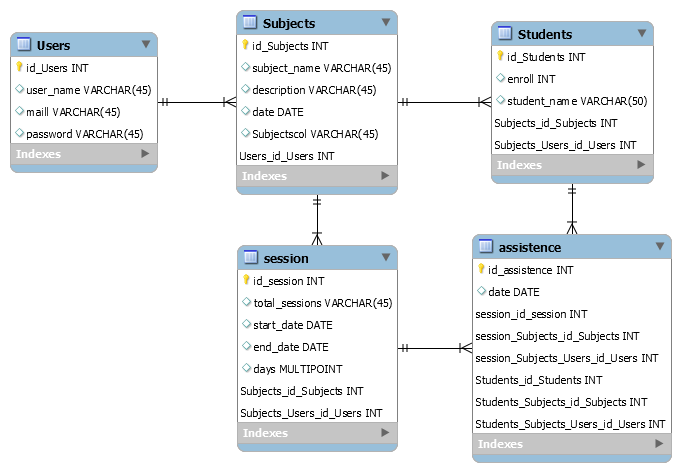 Users
id_Users INT
user_name VARCHAR(45)
maill VARCHAR(45)
password VARCHAR(45)
Indexes
Subjects
id_Subjects INT
subject_name VARCHAR(45)
description VARCHAR(45)
date DATE
Subjectscol VARCHAR(45)
Users_id_Users INT
Indexes
Students
id_Students INT
enroll INT
student_name VARCHAR(50)
Subjects_id_Subjects INT
Subjects_Users_id_Users INT
Indexes
session
id_session INT
total_sessions VARCHAR(45)
start_date DATE
end_date DATE
days MULTIPOINT
Subjects_id_Subjects INT
Subjects_Users_id_Users INT
Indexes
assistence
id_assistence INT
date DATE
session_id_session INT
session_Subjects_id_Subjects INT
session_Subjects_Users_id_Users INT
Students_id_Students INT
Students_Subjects_id_Subjects INT
Students_Subjects_Users_id_Users INT
Indexes